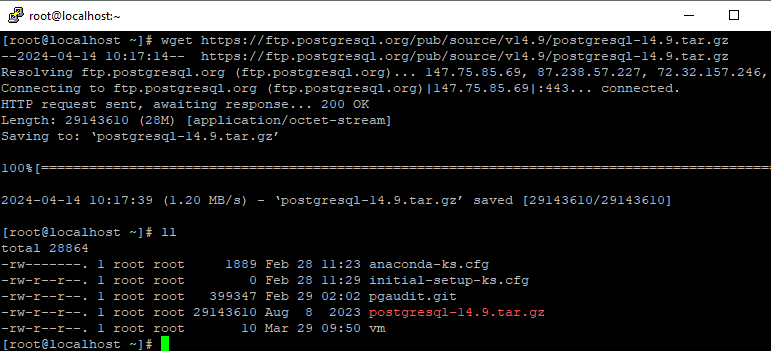 root@localhost:~
[root@localhost ~]# wget https://ftp.postgresql.org/pub/source/v14.9/postgresql-14.9.tar.gz
--2024-04-14 10:17:14--  https://ftp.postgresql.org/pub/source/v14.9/postgresql-14.9.tar.gz
Resolving ftp.postgresql.org (ftp.postgresql.org)... 147.75.85.69, 87.238.57.227, 72.32.157.246,
Connecting to ftp.postgresql.org (ftp.postgresql.org)|147.75.85.69|:443... connected.
HTTP request sent, awaiting response... 200 OK
Length: 29143610 (28M) [application/octet-stream]
Saving to: ‘postgresql-14.9.tar.gz’
100%[===========================================================================================
2024-04-14 10:17:39 (1.20 MB/s) - ‘postgresql-14.9.tar.gz’ saved [29143610/29143610]
[root@localhost ~]# ll
total 28864
-rw-------. 1 root root     1889 Feb 28 11:23 anaconda-ks.cfg
-rw-r--r--. 1 root root        0 Feb 28 11:29 initial-setup-ks.cfg
-rw-r--r--. 1 root root   399347 Feb 29 02:02 pgaudit.git
-rw-r--r--. 1 root root 29143610 Aug  8  2023 postgresql-14.9.tar.gz
-rw-r--r--. 1 root root       10 Mar 29 09:50 vm
[root@localhost ~]#